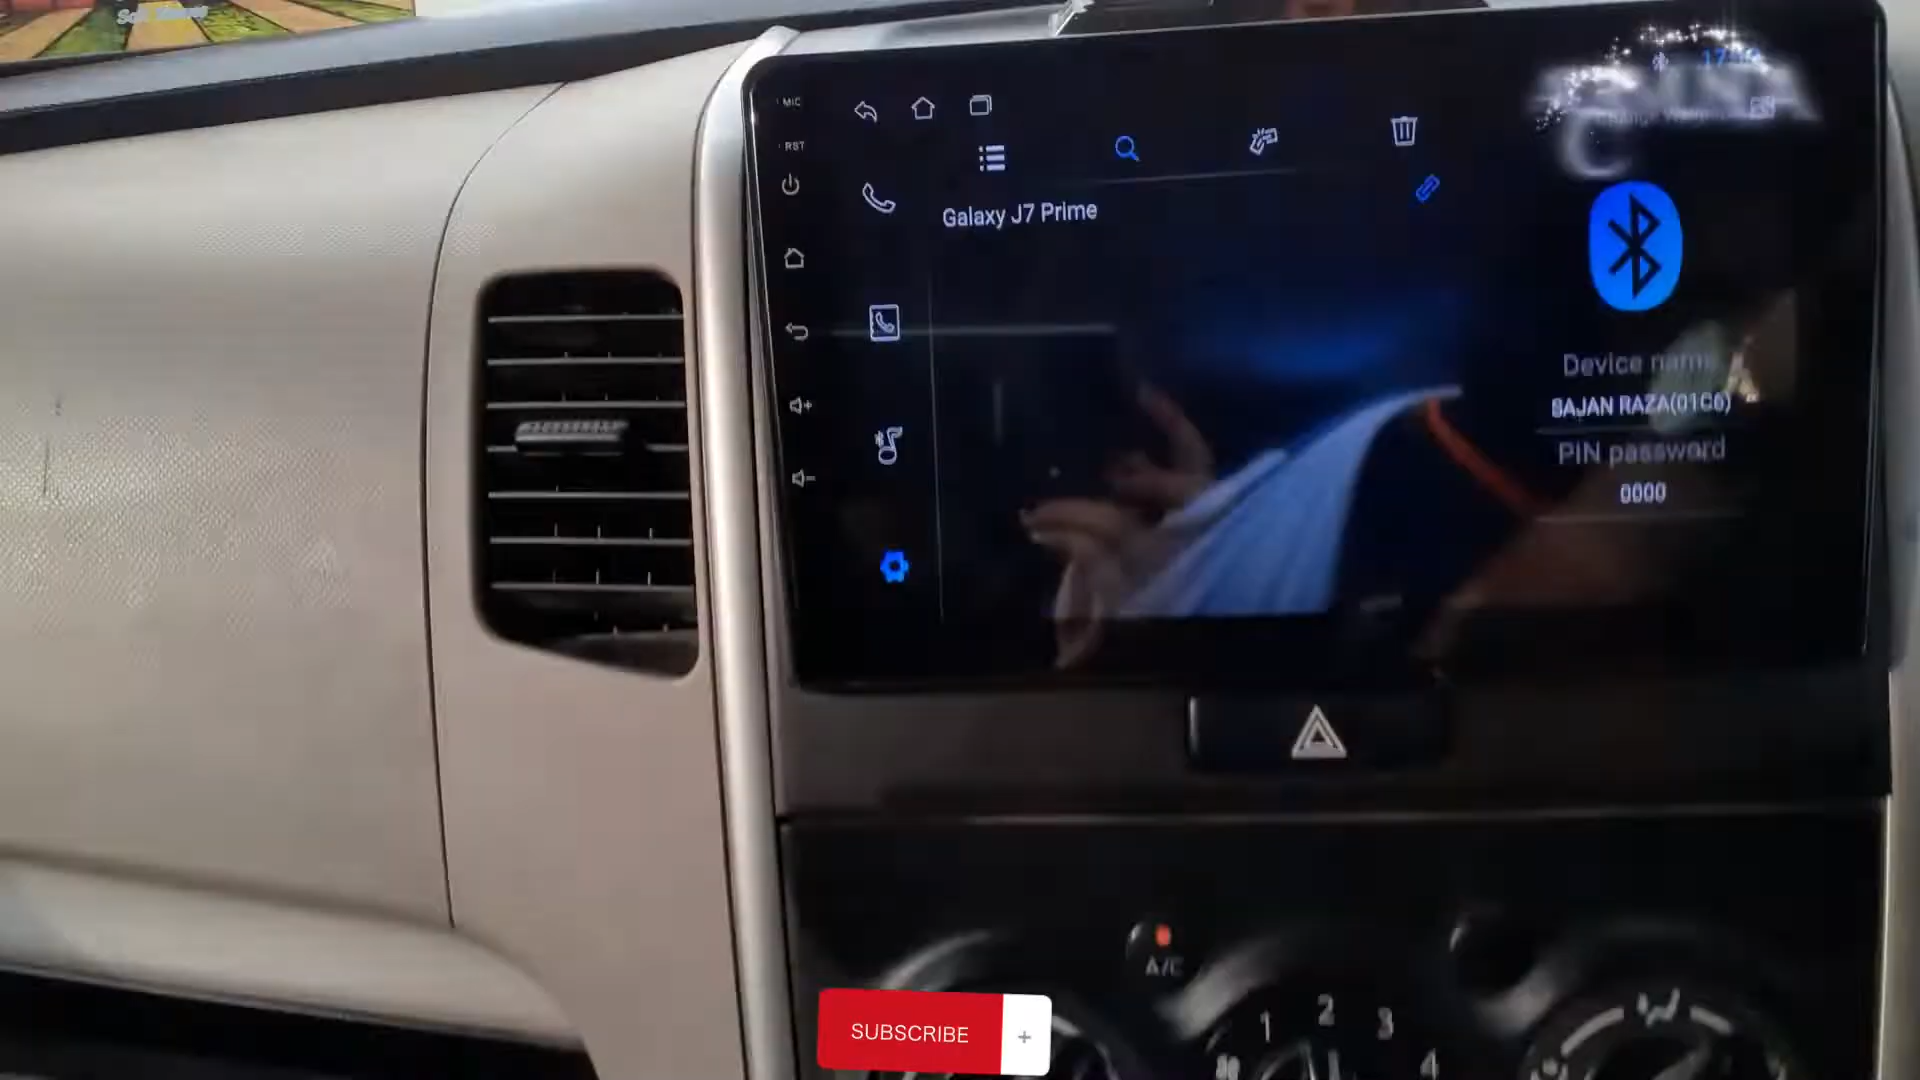 MIC
RST
Galaxy J7 Prime
Device name
SAJAN RAZA(01C6)
PIN password
0000
A/C
1
2
3
4
SUBSCRIBE
+